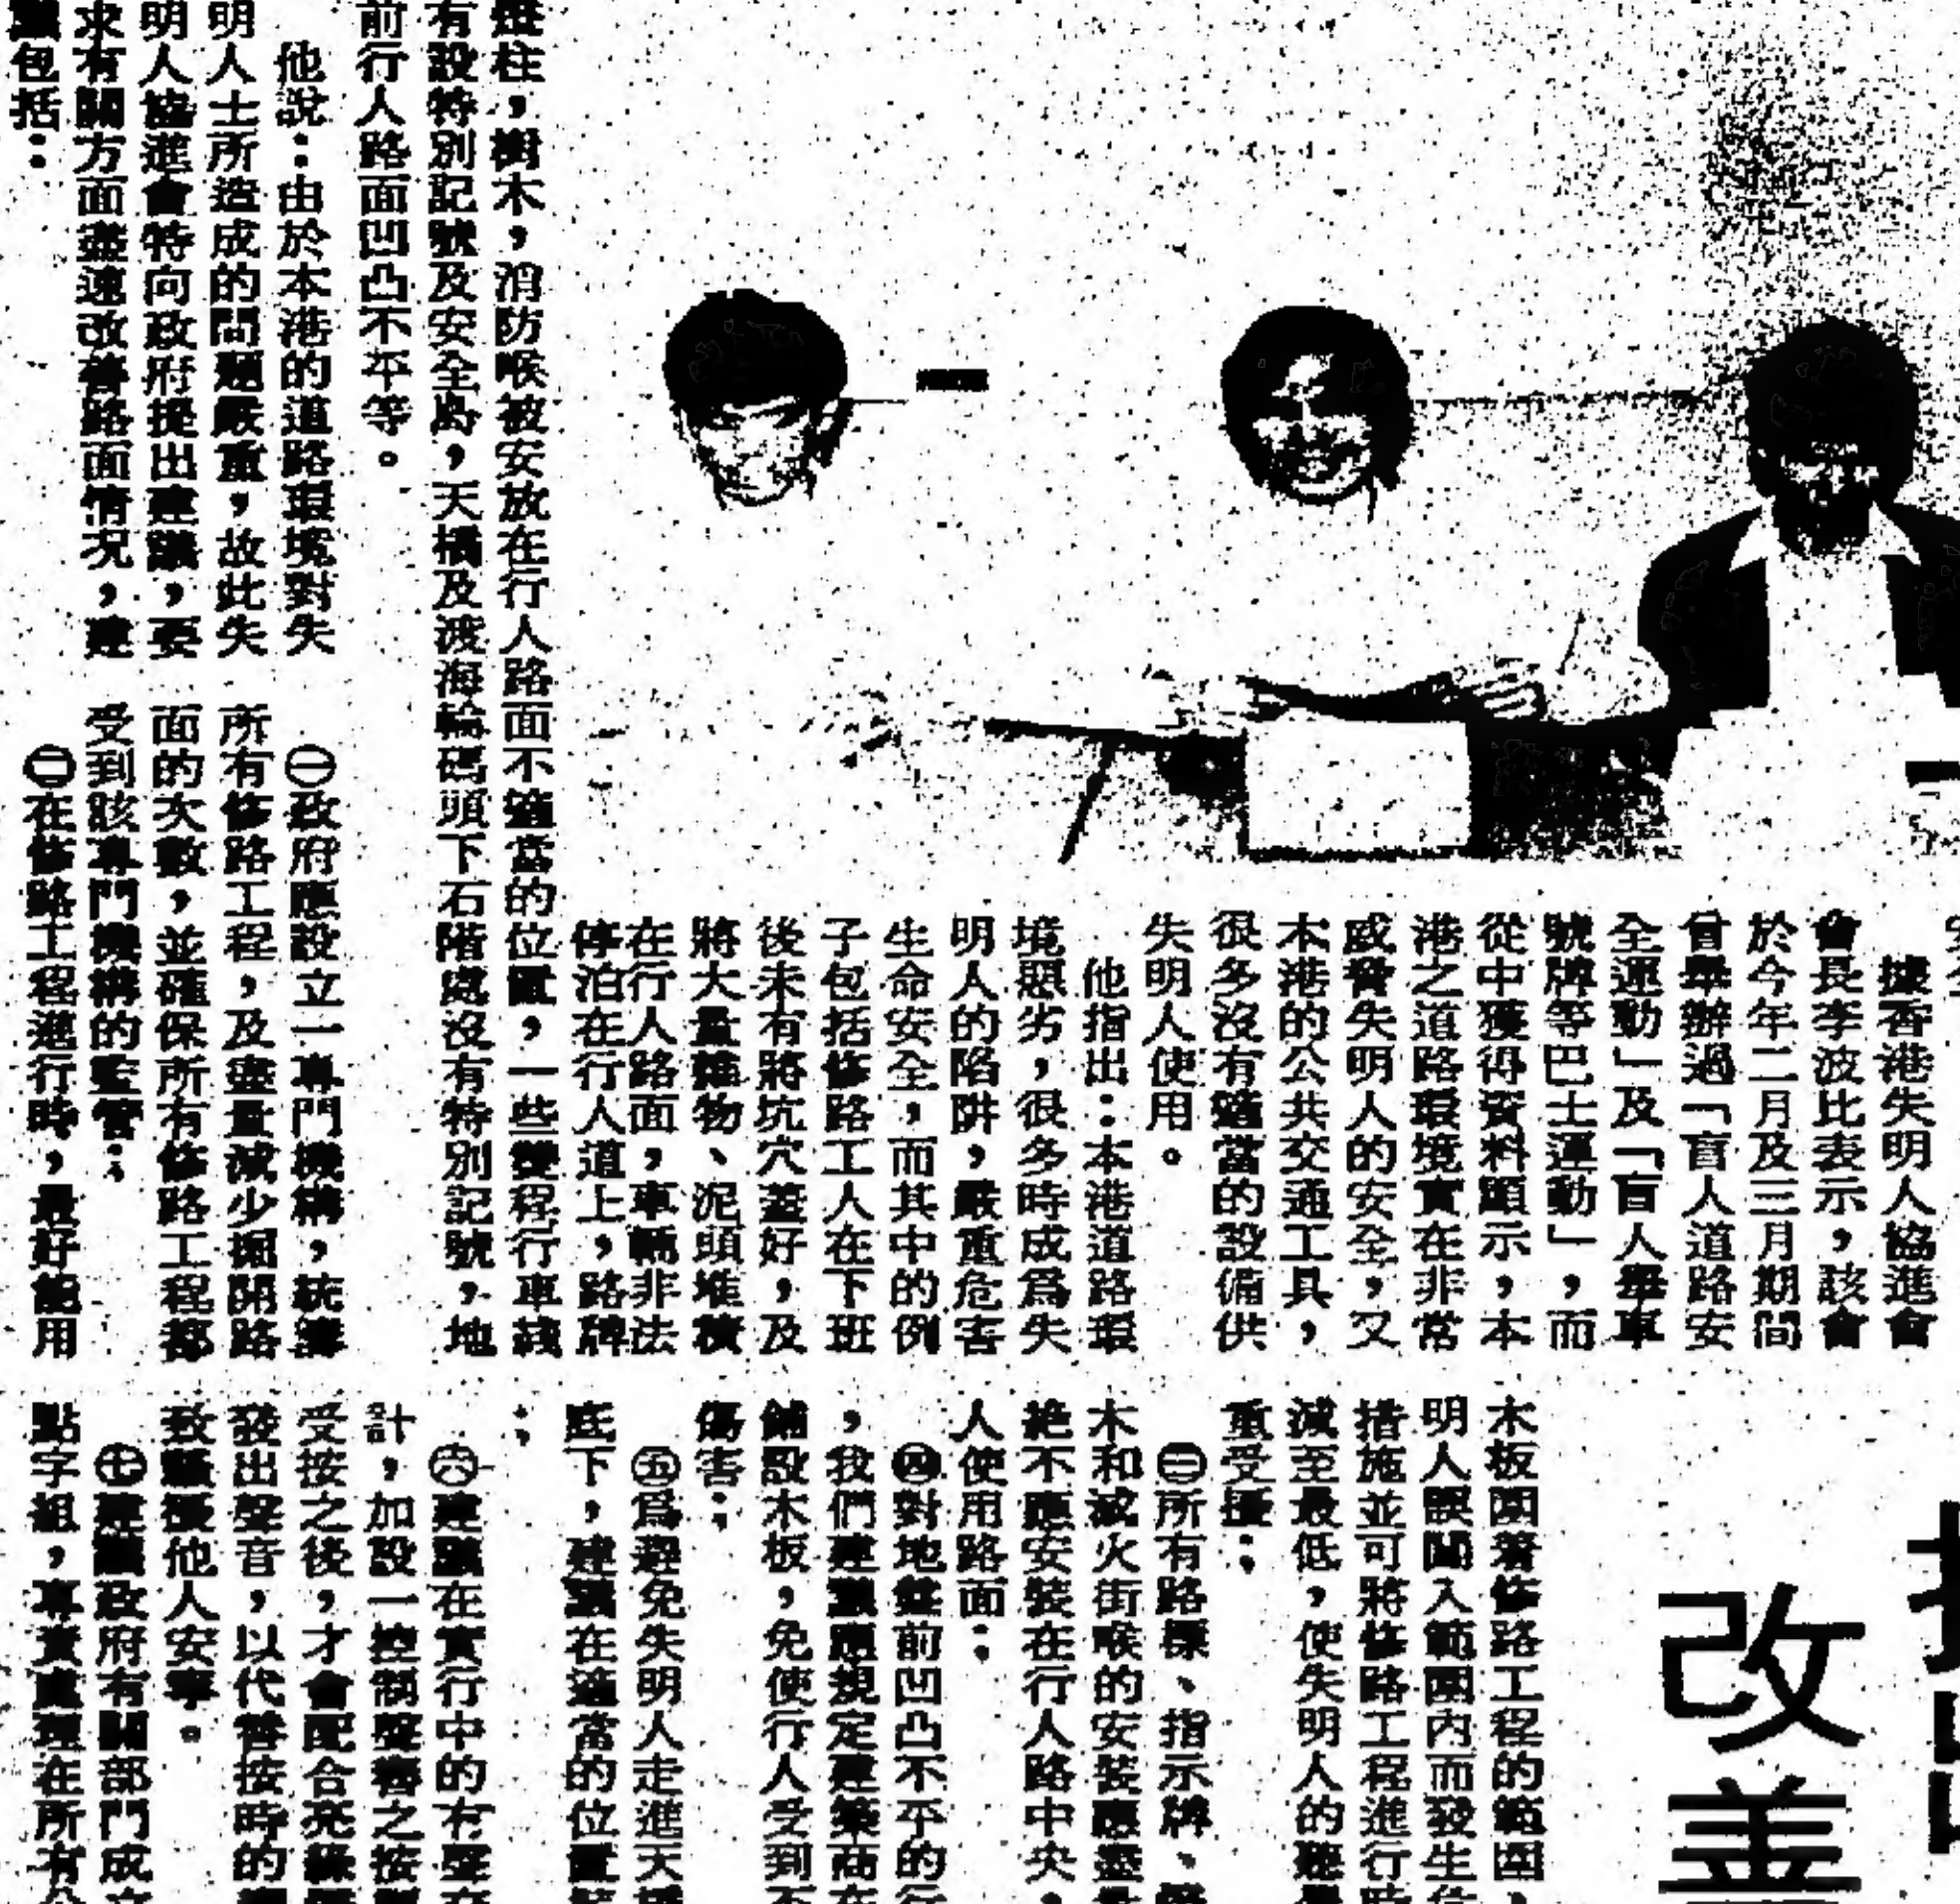 改善
據香港失明人協進會
會長李波比表示，該會
於今年二月及三月期間
曾舉辦過「盲人道路安
全運動」及「盲人舉車
號牌等巴士運動」，而
從中獲得資料顯示，本
港之道路環境實在非常
威脅失明人的安全，又
本港的公共交通工具，
很多沒有適當的設備供
失明人使用。
他指出：本港道路環
境惡劣，很多時成爲失
明人的陷阱，嚴重危害
生命安全，而其中的例
子包括修路工人在下班
後未有將坑穴蓋好，及
將大量雜物、泥頭堆積
在行人路面，車輛非法
停泊在行人道上，路牌
燈柱，樹木，消防喉被安放在行人路面不適當的位置，一些雙程行車綫
有設特別記號及安全島，天橋及渡海輪碼頭下石階處沒有特別記號，地
前行人路面凹凸不平等。
他說：由於本港的道路環境對失
明人士所造成的問題嚴重，故此失
明人協進會特向政府提出建議，要
求有關方面盡速改善路面情況，建
議包括：
㊀政府應設立一專門機構，統籌
所有修路工程，及盡量減少掘開路
面的次數，並確保所有修路工程都
受到該專門機構的監管；
㊁在修路工程進行時，最好能用
木板圍著修路工程的範圍，
明人誤闖入範圍內而發生
措施並可將修路工程進行時
減至最低，使失明人的聽
重受擾；
㊂所有路標、指示牌、
木和滅火街喉的安裝應盡
絕不應安裝在行人路中央，
人使用路面；
㊃對地盤前凹凸不平的行
，我們建議應規定建築商在
鋪設木板，免使行人受到不
傷害；
㊄爲避免失明人走進天橋
底下，建議在適當的位置
；
㊅建議在實行中的有聲
計，加設一控制聲響之按
受按之後，才會配合亮綠
發出聲音，以代替按時的
致騷擾他人安寧。
㊆建議政府有關部門成立
點字組，專責處理在所有